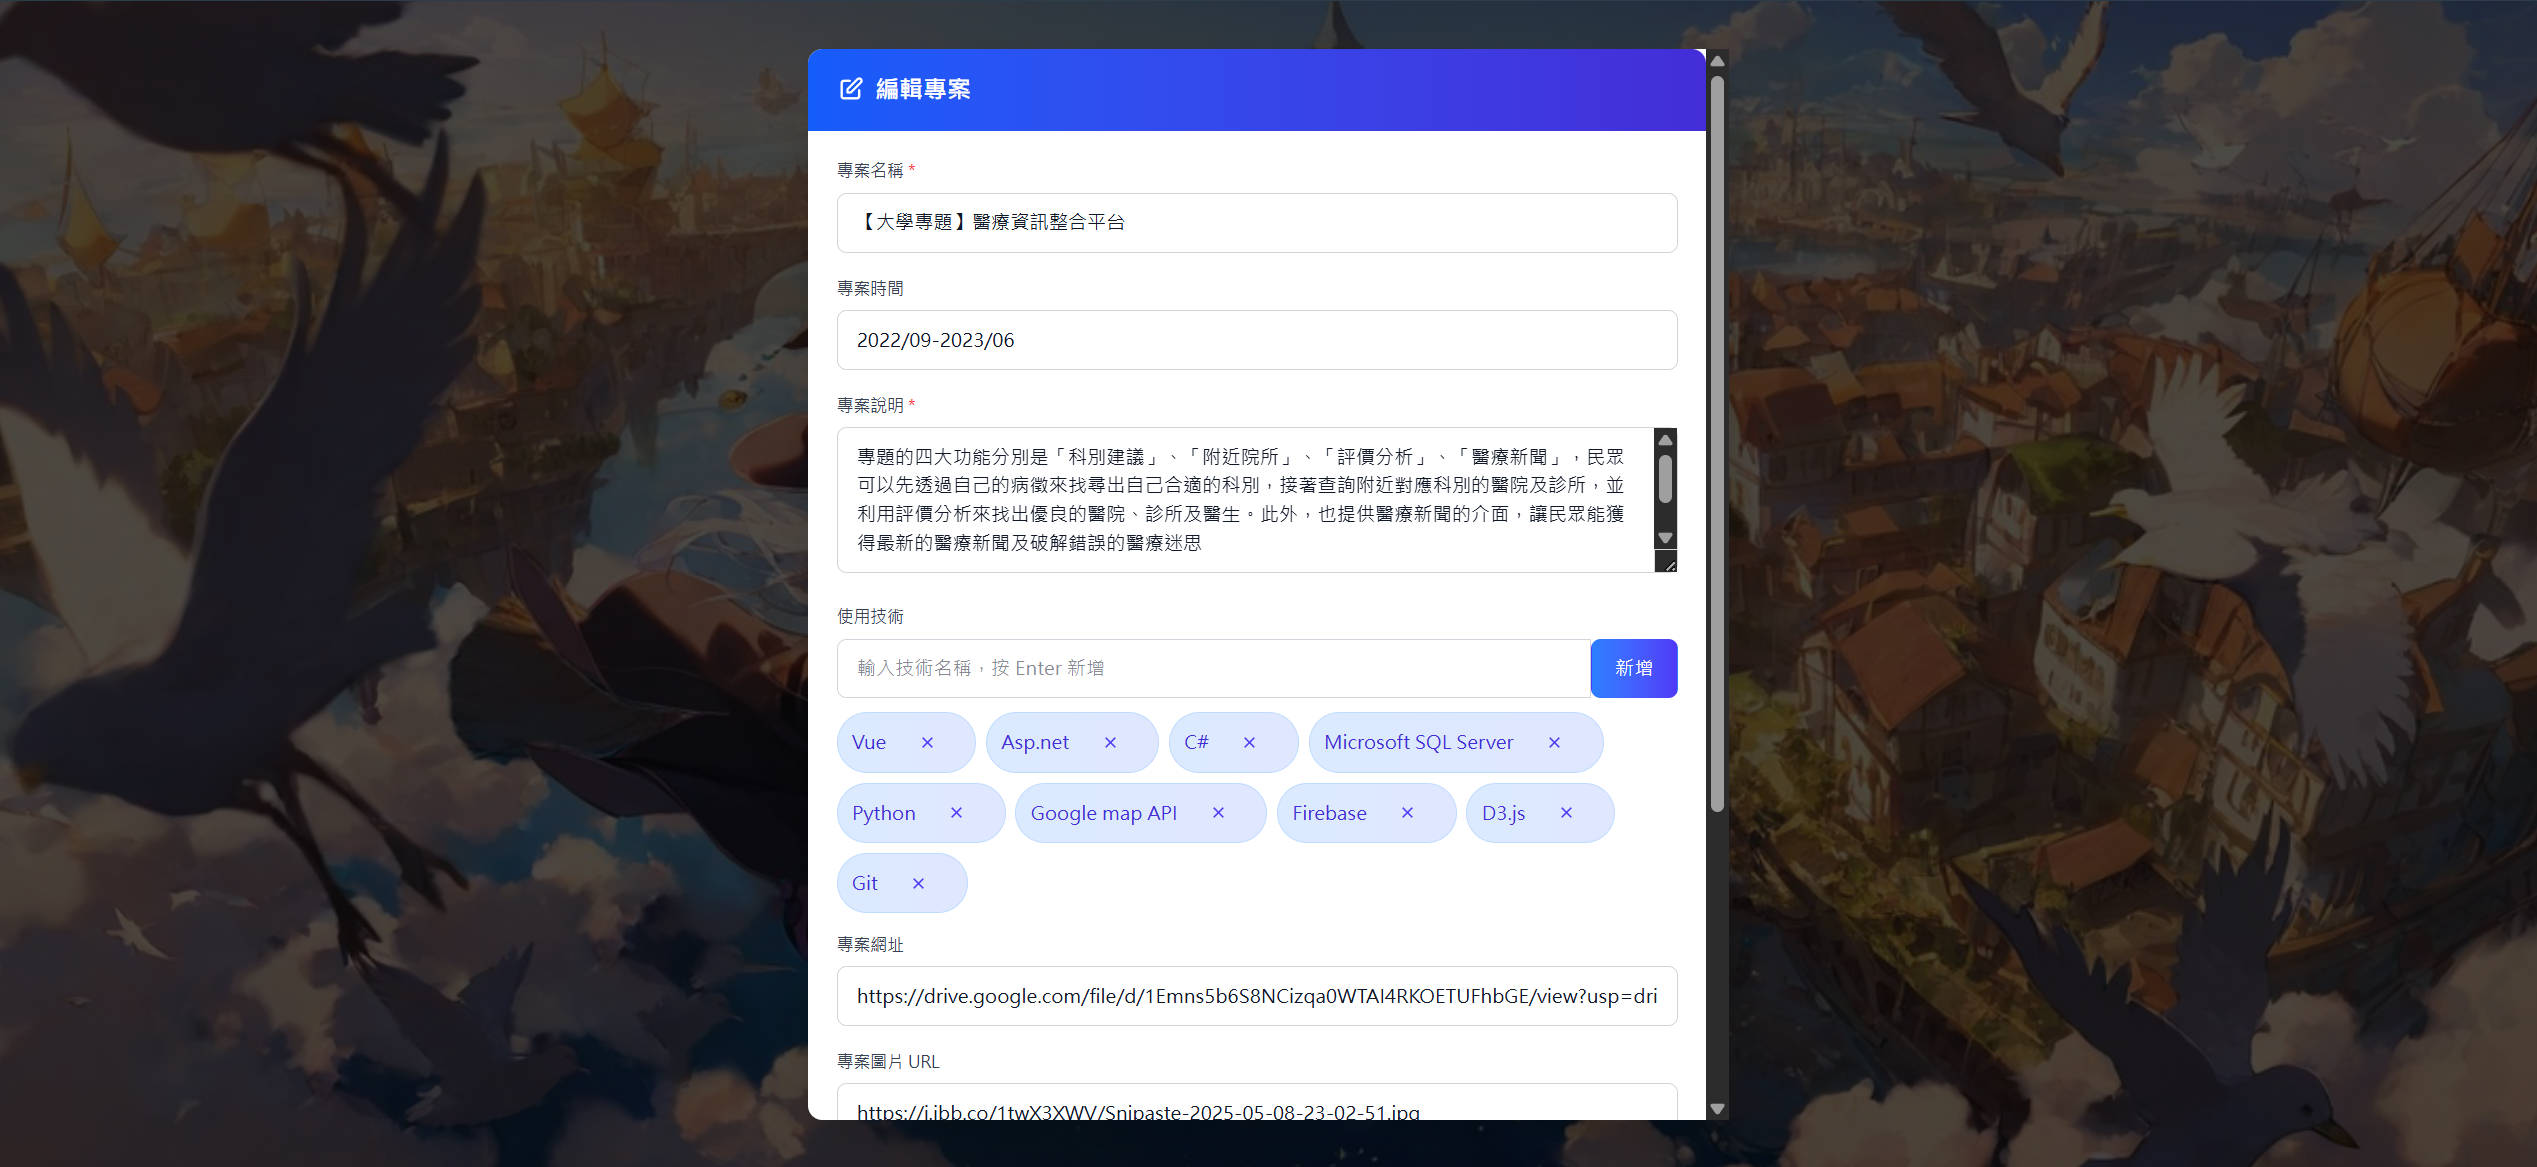 編輯專案
專案名稱 *
【大學專題】醫療資訊整合平台
專案時間
2022/09-2023/06
專案說明 *
專題的四大功能分別是「科別建議」、「附近院所」、「評價分析」、「醫療新聞」，民眾
可以先透過自己的病徵來找尋出自己合適的科別，接著查詢附近對應科別的醫院及診所，並
利用評價分析來找出優良的醫院、診所及醫生。此外，也提供醫療新聞的介面，讓民眾能獲
得最新的醫療新聞及破解錯誤的醫療迷思
使用技術
輸入技術名稱，按 Enter 新增
新增
Vue × Asp.net × C# × Microsoft SQL Server ×
Python × Google map API × Firebase × D3.js ×
Git ×
專案網址
https://drive.google.com/file/d/1Emns5b6S8NCizqa0WTAI4RKOETUFhbGE/view?usp=dri
專案圖片 URL
https://i.ibb.co/1twX3XWV/Snipaste-2025-05-08-23-02-51.jpg